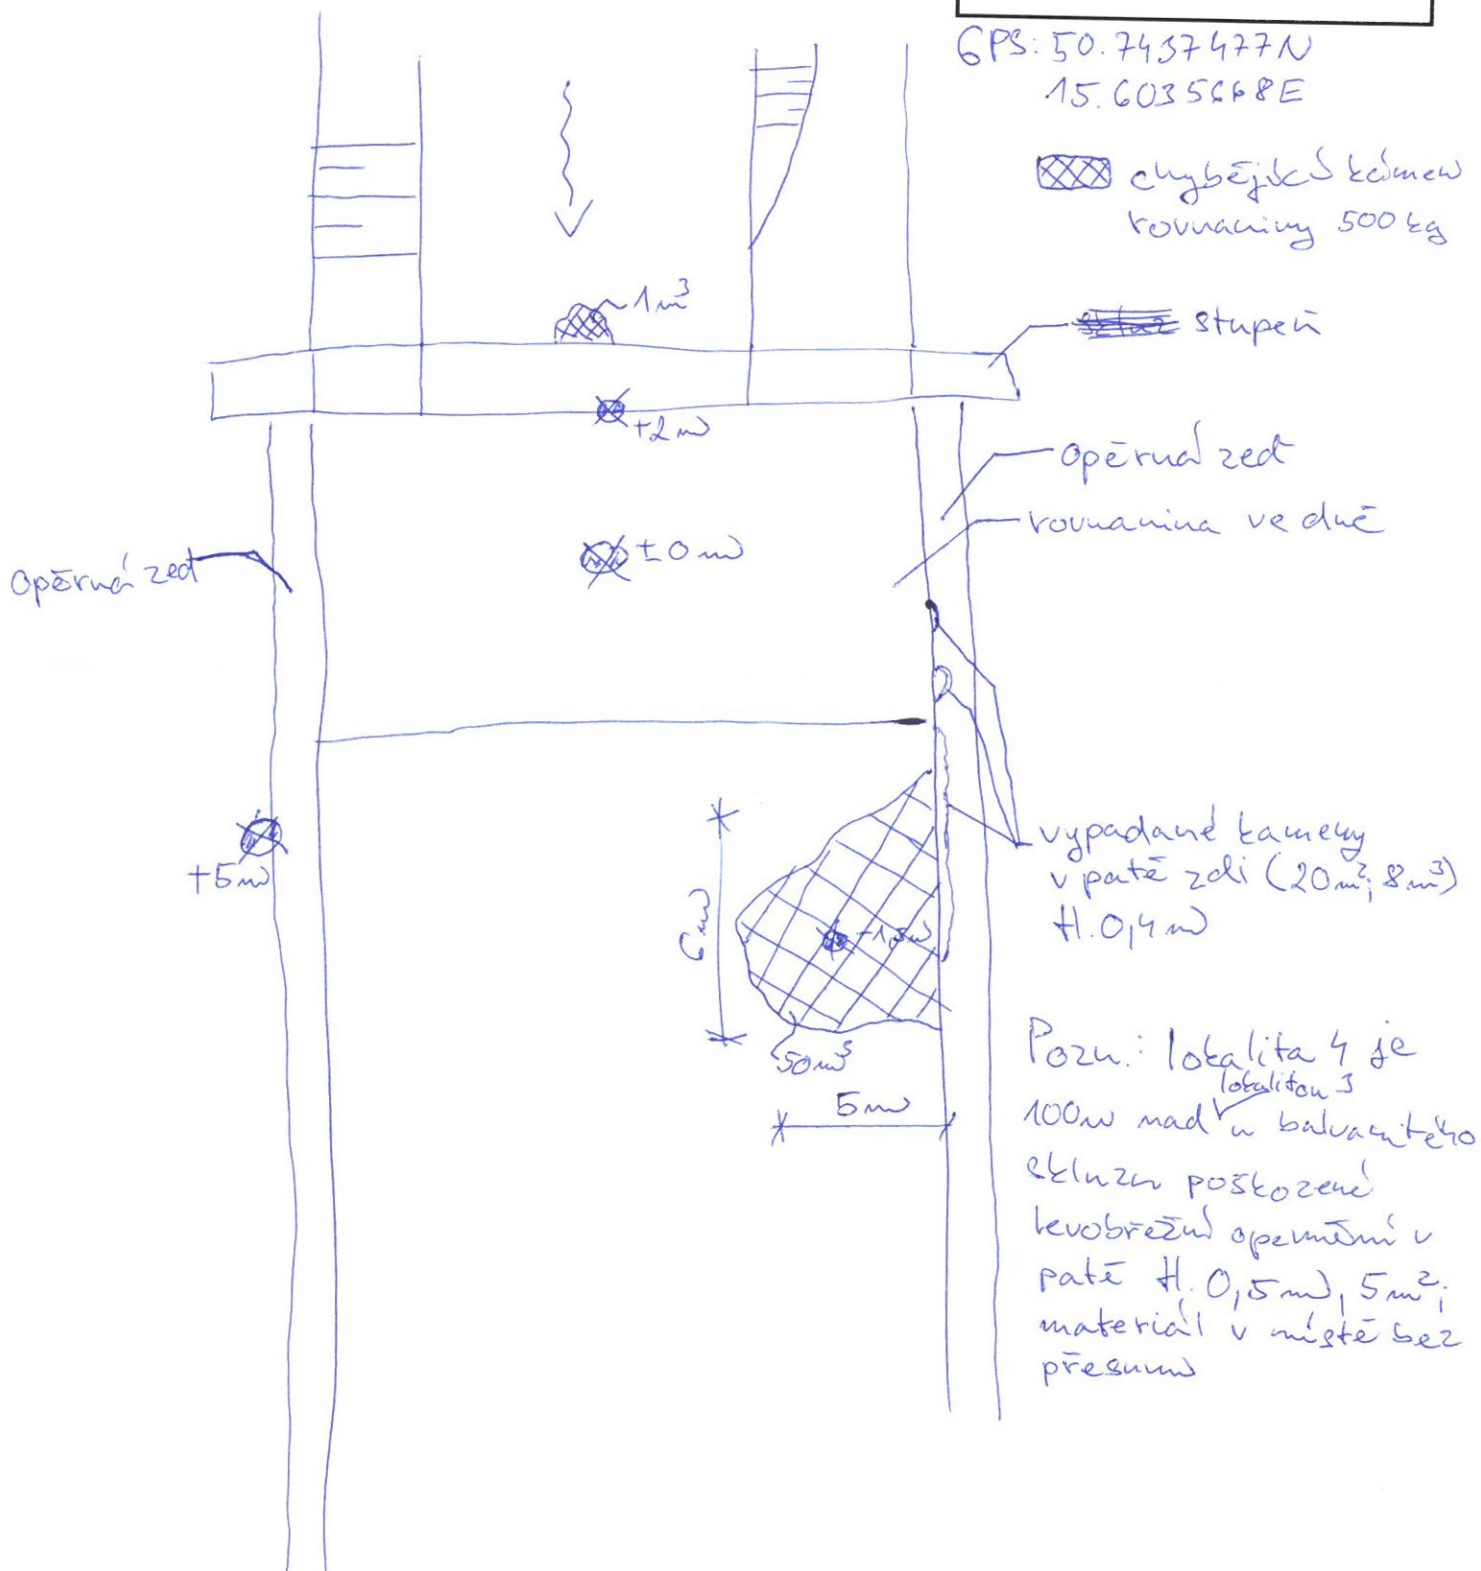 GPS: 50.7437477N
15.6035668E
chybějící kámen
rovnaniny 500 kg
~1m³
stupeň
+2m
opěrná zeď
rovnanina ve dně
±0m
opěrná zeď
+5m
vypadané kameny
v patě zdi (20m²; 8m³)
tl. 0,4m
6m
50m³
5m
Pozn.: lokalita 4 je
lokalitou 3
100m nad u balvanitého
skluzu poškozené
levobřežní opevnění v
patě tl. 0,5m, 5m²;
materiál v místě bez
přesunu